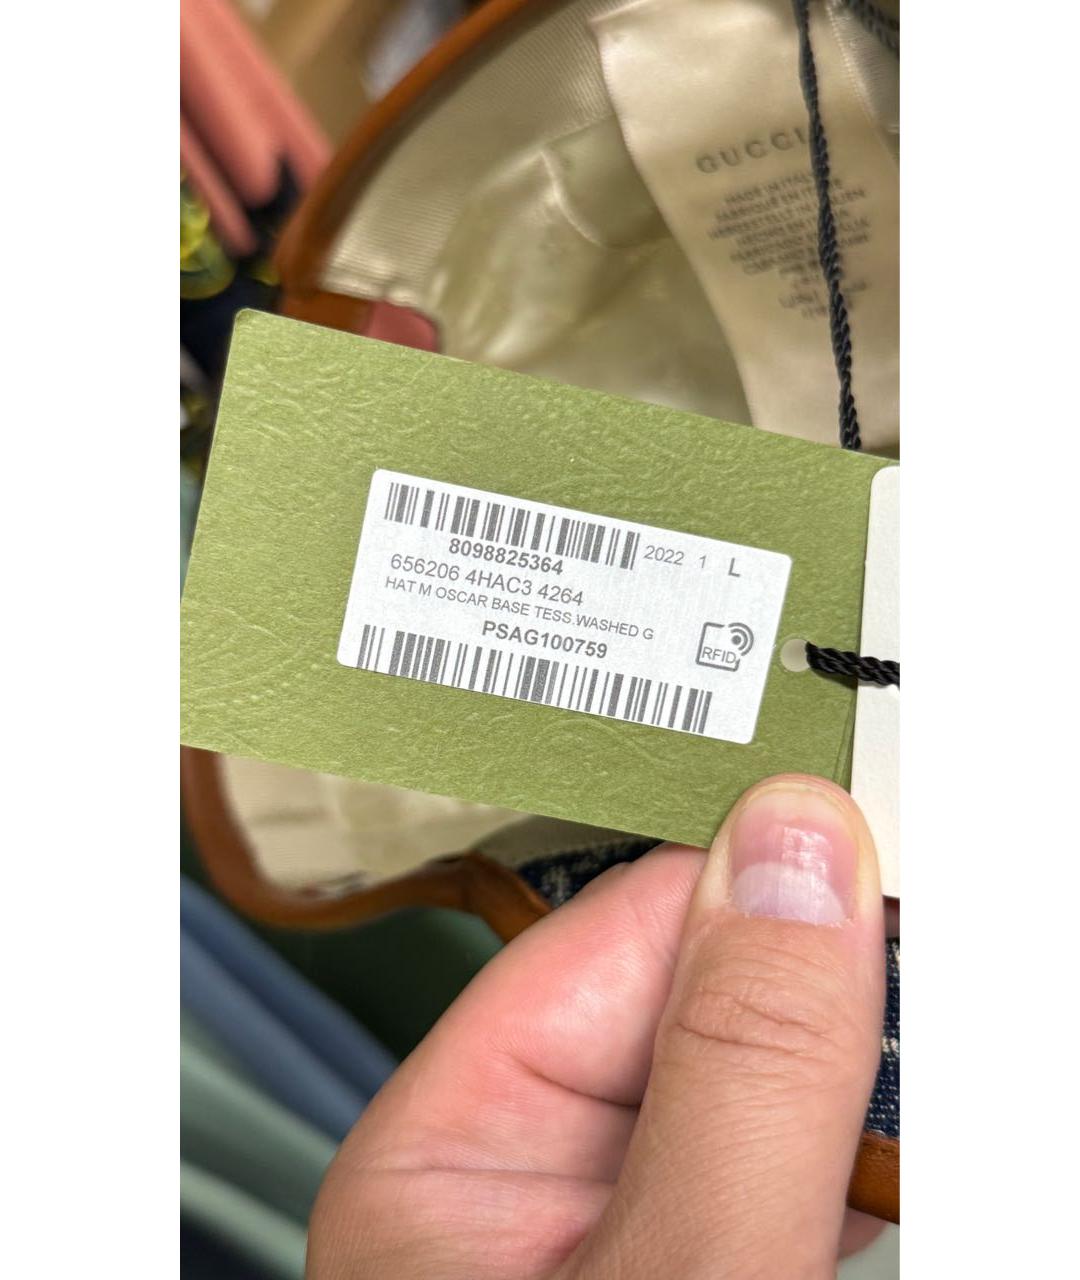 GUCCI
MADE IN ITALY
8098825364
2022 1 L
656206 4HAC3 4264
HAT M OSCAR BASE TESS.WASHED G
PSAG100759
RFID